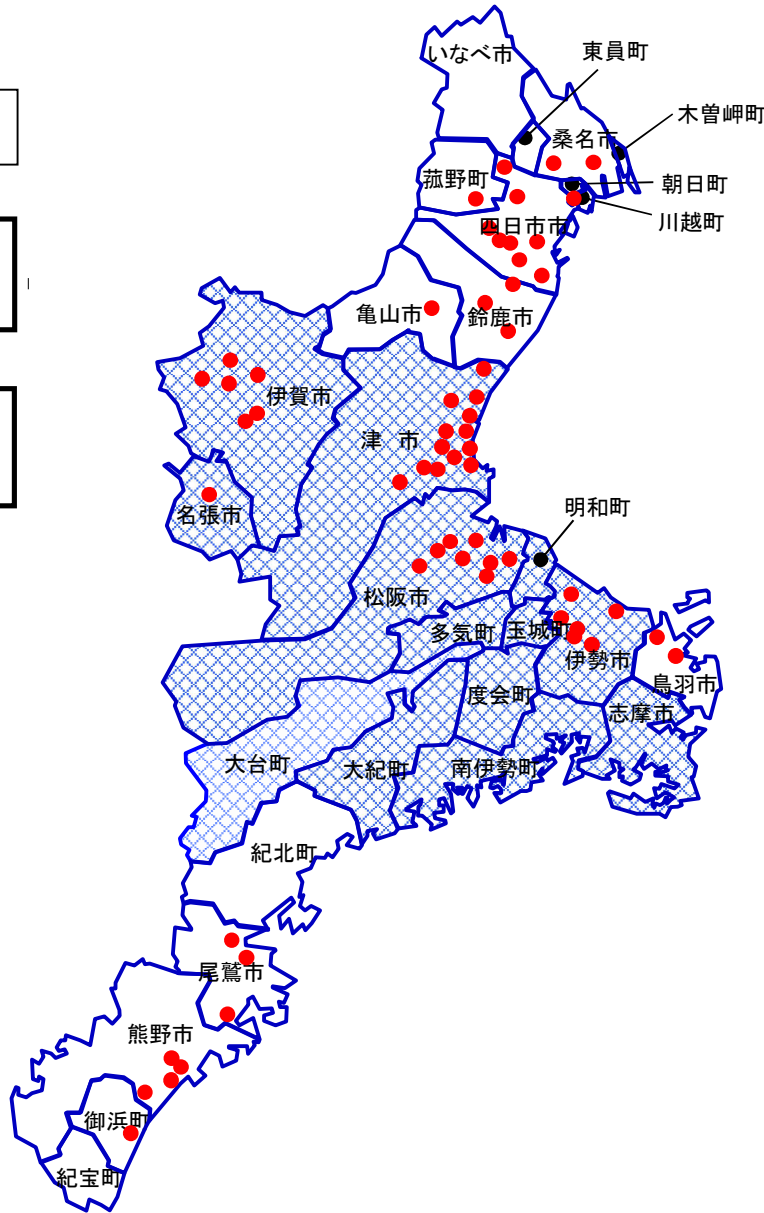 いなべ市
東員町
桑名市
木曽岬町
菰野町
朝日町
四日市市
川越町
亀山市
鈴鹿市
伊賀市
津 市
名張市
明和町
松阪市
多気町
玉城町
伊勢市
鳥羽市
度会町
志摩市
大台町
大紀町
南伊勢町
紀北町
尾鷲市
熊野市
御浜町
紀宝町